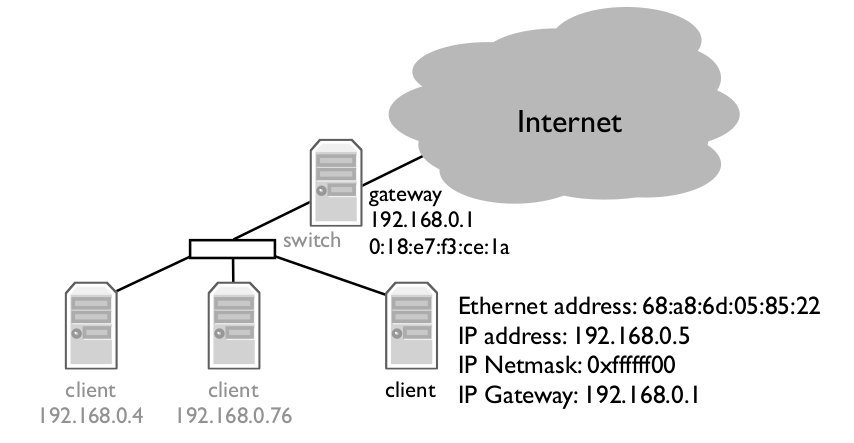 Internet
gateway
192.168.0.1
0:18:e7:f3:ce:1a
switch
Ethernet address: 68:a8:6d:05:85:22
IP address: 192.168.0.5
IP Netmask: 0xffffff00
IP Gateway: 192.168.0.1
client
192.168.0.4
client
192.168.0.76
client